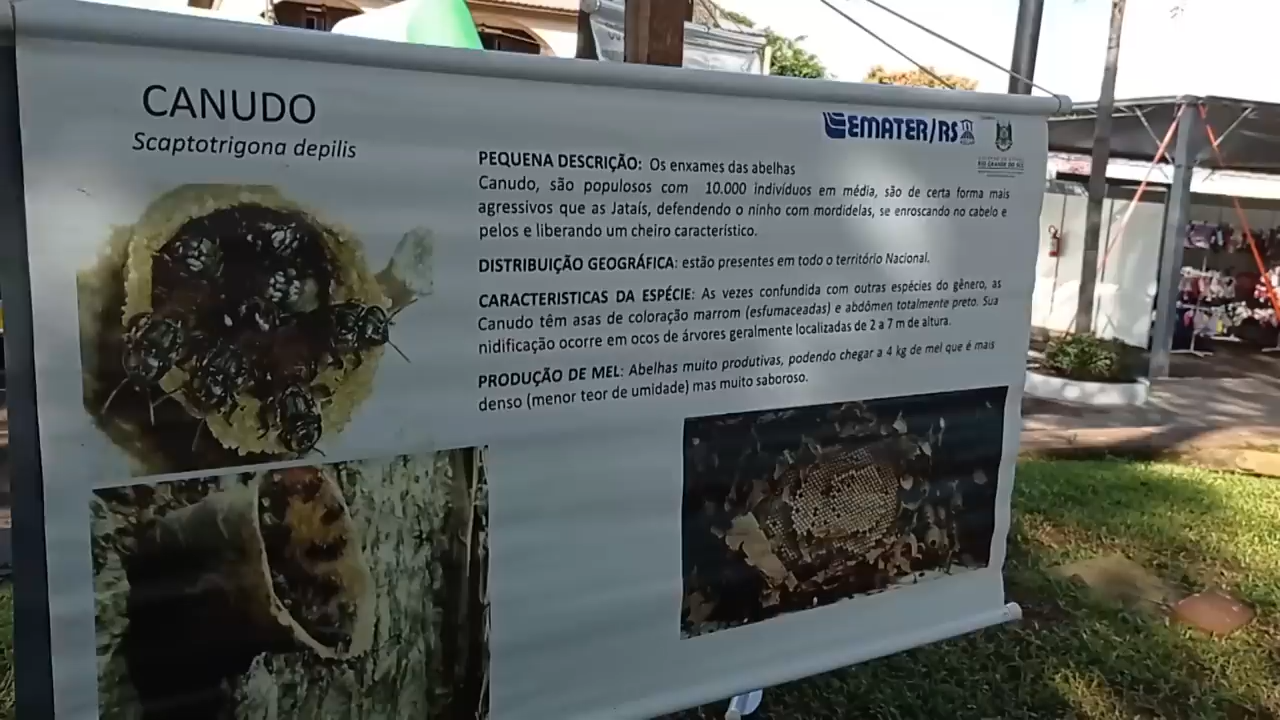 CANUDO
Scaptotrigona depilis
EMATER/RS
RIO GRANDE DO SUL
PEQUENA DESCRIÇÃO: Os enxames das abelhas
Canudo, são populosos com 10.000 indivíduos em média, são de certa forma mais
agressivos que as Jataís, defendendo o ninho com mordidelas, se enroscando no cabelo e
pelos e liberando um cheiro característico.
DISTRIBUIÇÃO GEOGRÁFICA: estão presentes em todo o território Nacional.
CARACTERISTICAS DA ESPÉCIE: As vezes confundida com outras espécies do gênero, as
Canudo têm asas de coloração marrom (esfumaceadas) e abdômen totalmente preto. Sua
nidificação ocorre em ocos de árvores geralmente localizadas de 2 a 7 m de altura.
PRODUÇÃO DE MEL: Abelhas muito produtivas, podendo chegar a 4 kg de mel que é mais
denso (menor teor de umidade) mas muito saboroso.